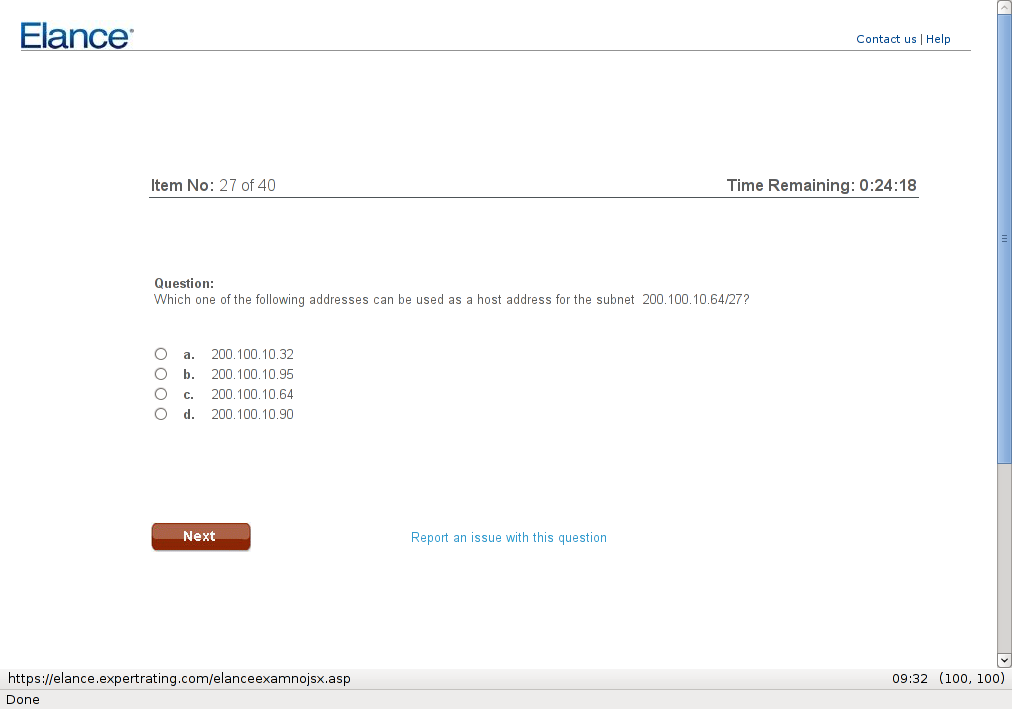 Elance®
Contact us | Help
Item No: 27 of 40
Time Remaining: 0:24:18
Question:
Which one of the following addresses can be used as a host address for the subnet 200.100.10.64/27?
a. 200.100.10.32
b. 200.100.10.95
c. 200.100.10.64
d. 200.100.10.90
Next
Report an issue with this question
https://elance.expertrating.com/elanceexamnojsx.asp
09:32 (100, 100)
Done